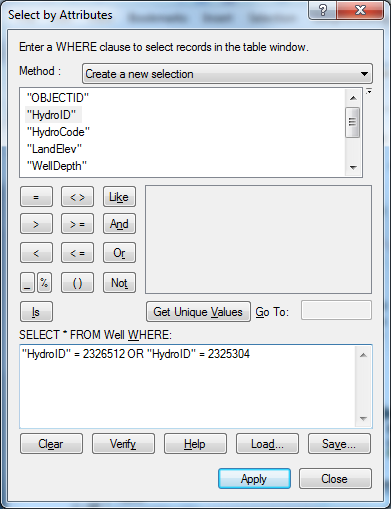 Select by Attributes
Enter a WHERE clause to select records in the table window.
Method : Create a new selection
"OBJECTID"
"HydroID"
"HydroCode"
"LandElev"
"WellDepth"
= < > Like
> > = And
< < = Or
_ % ( ) Not
Is Get Unique Values Go To:
SELECT * FROM Well WHERE:
"HydroID" = 2326512 OR "HydroID" = 2325304
Clear Verify Help Load... Save...
Apply Close